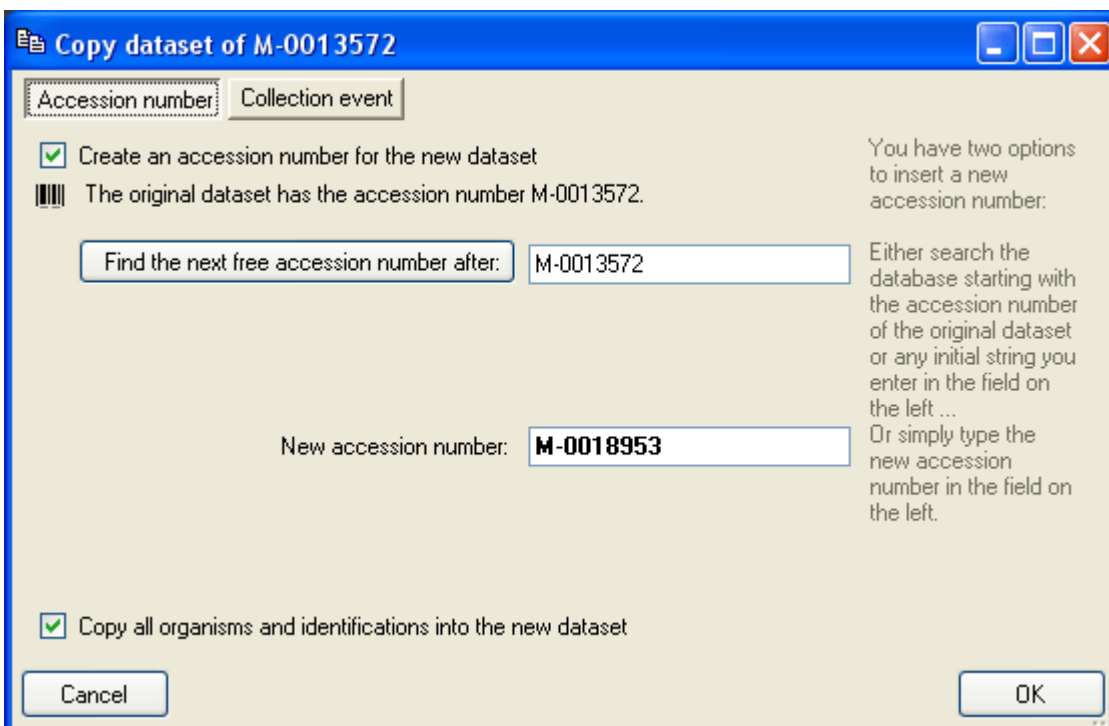 Copy dataset of M-0013572
Accession number
Collection event
Create an accession number for the new dataset
The original dataset has the accession number M-0013572.
Find the next free accession number after:
M-0013572
New accession number:
M-0018953
You have two options
to insert a new
accession number:
Either search the
database starting with
the accession number
of the original dataset
or any initial string you
enter in the field on
the left ...
Or simply type the
new accession
number in the field on
the left.
Copy all organisms and identifications into the new dataset
Cancel
OK